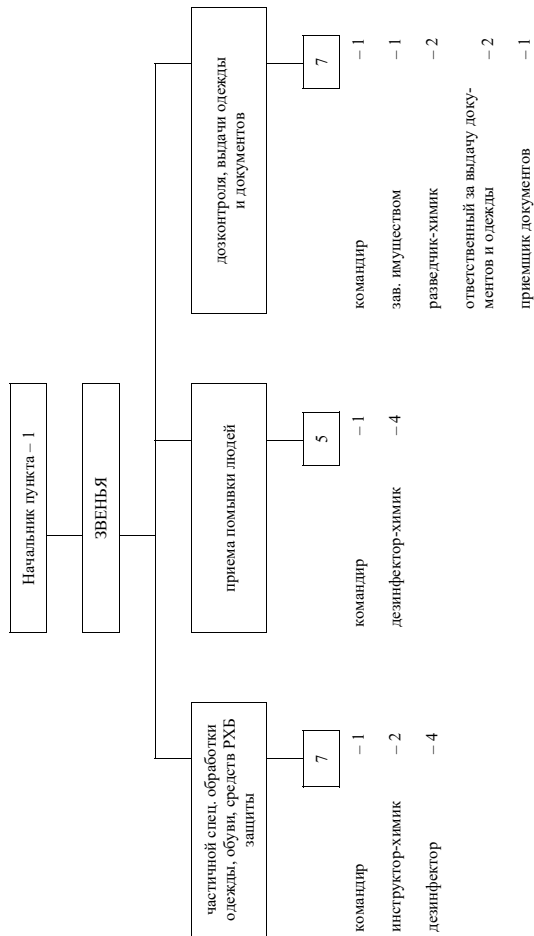 Начальник пункта – 1
ЗВЕНЬЯ
частичной спец. обработки
одежды, обуви, средств РХБ
защиты
7
командир – 1
инструктор-химик – 2
дезинфектор – 4
приема помывки людей
5
командир – 1
дезинфектор-химик – 4
дозконтроля, выдачи одежды
и документов
7
командир – 1
зав. имуществом – 1
разведчик-химик – 2
ответственный за выдачу доку-
ментов и одежды – 2
приемщик документов – 1